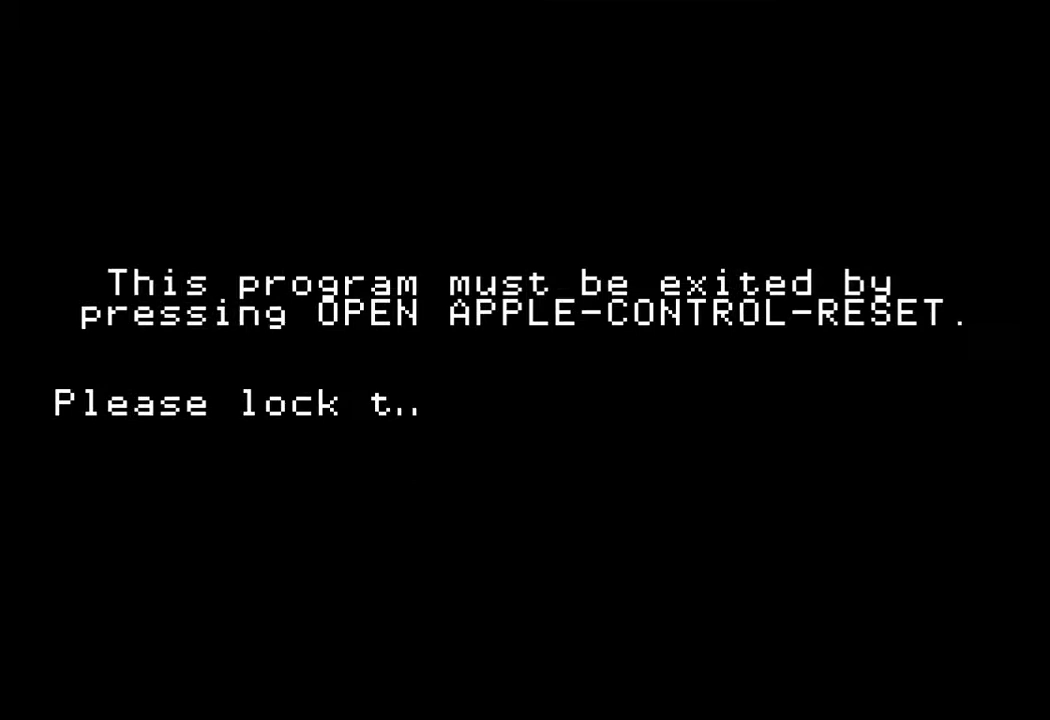 This program must be exited by
pressing OPEN APPLE-CONTROL-RESET.
Please lock t..